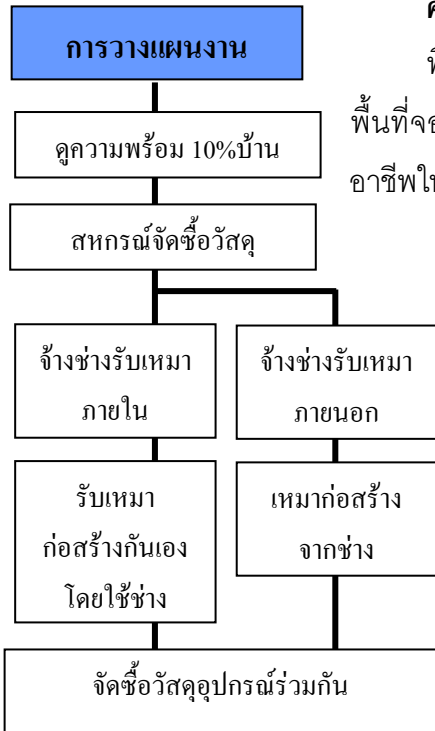 การวางแผนงาน
ดูความพร้อม 10%บ้าน
สหกรณ์จัดซื้อวัสดุ
จ้างช่างรับเหมา
ภายใน
จ้างช่างรับเหมา
ภายนอก
รับเหมา
ก่อสร้างกันเอง
โดยใช้ช่าง
เหมาก่อสร้าง
จากช่าง
จัดซื้อวัสดุอุปกรณ์ร่วมกัน